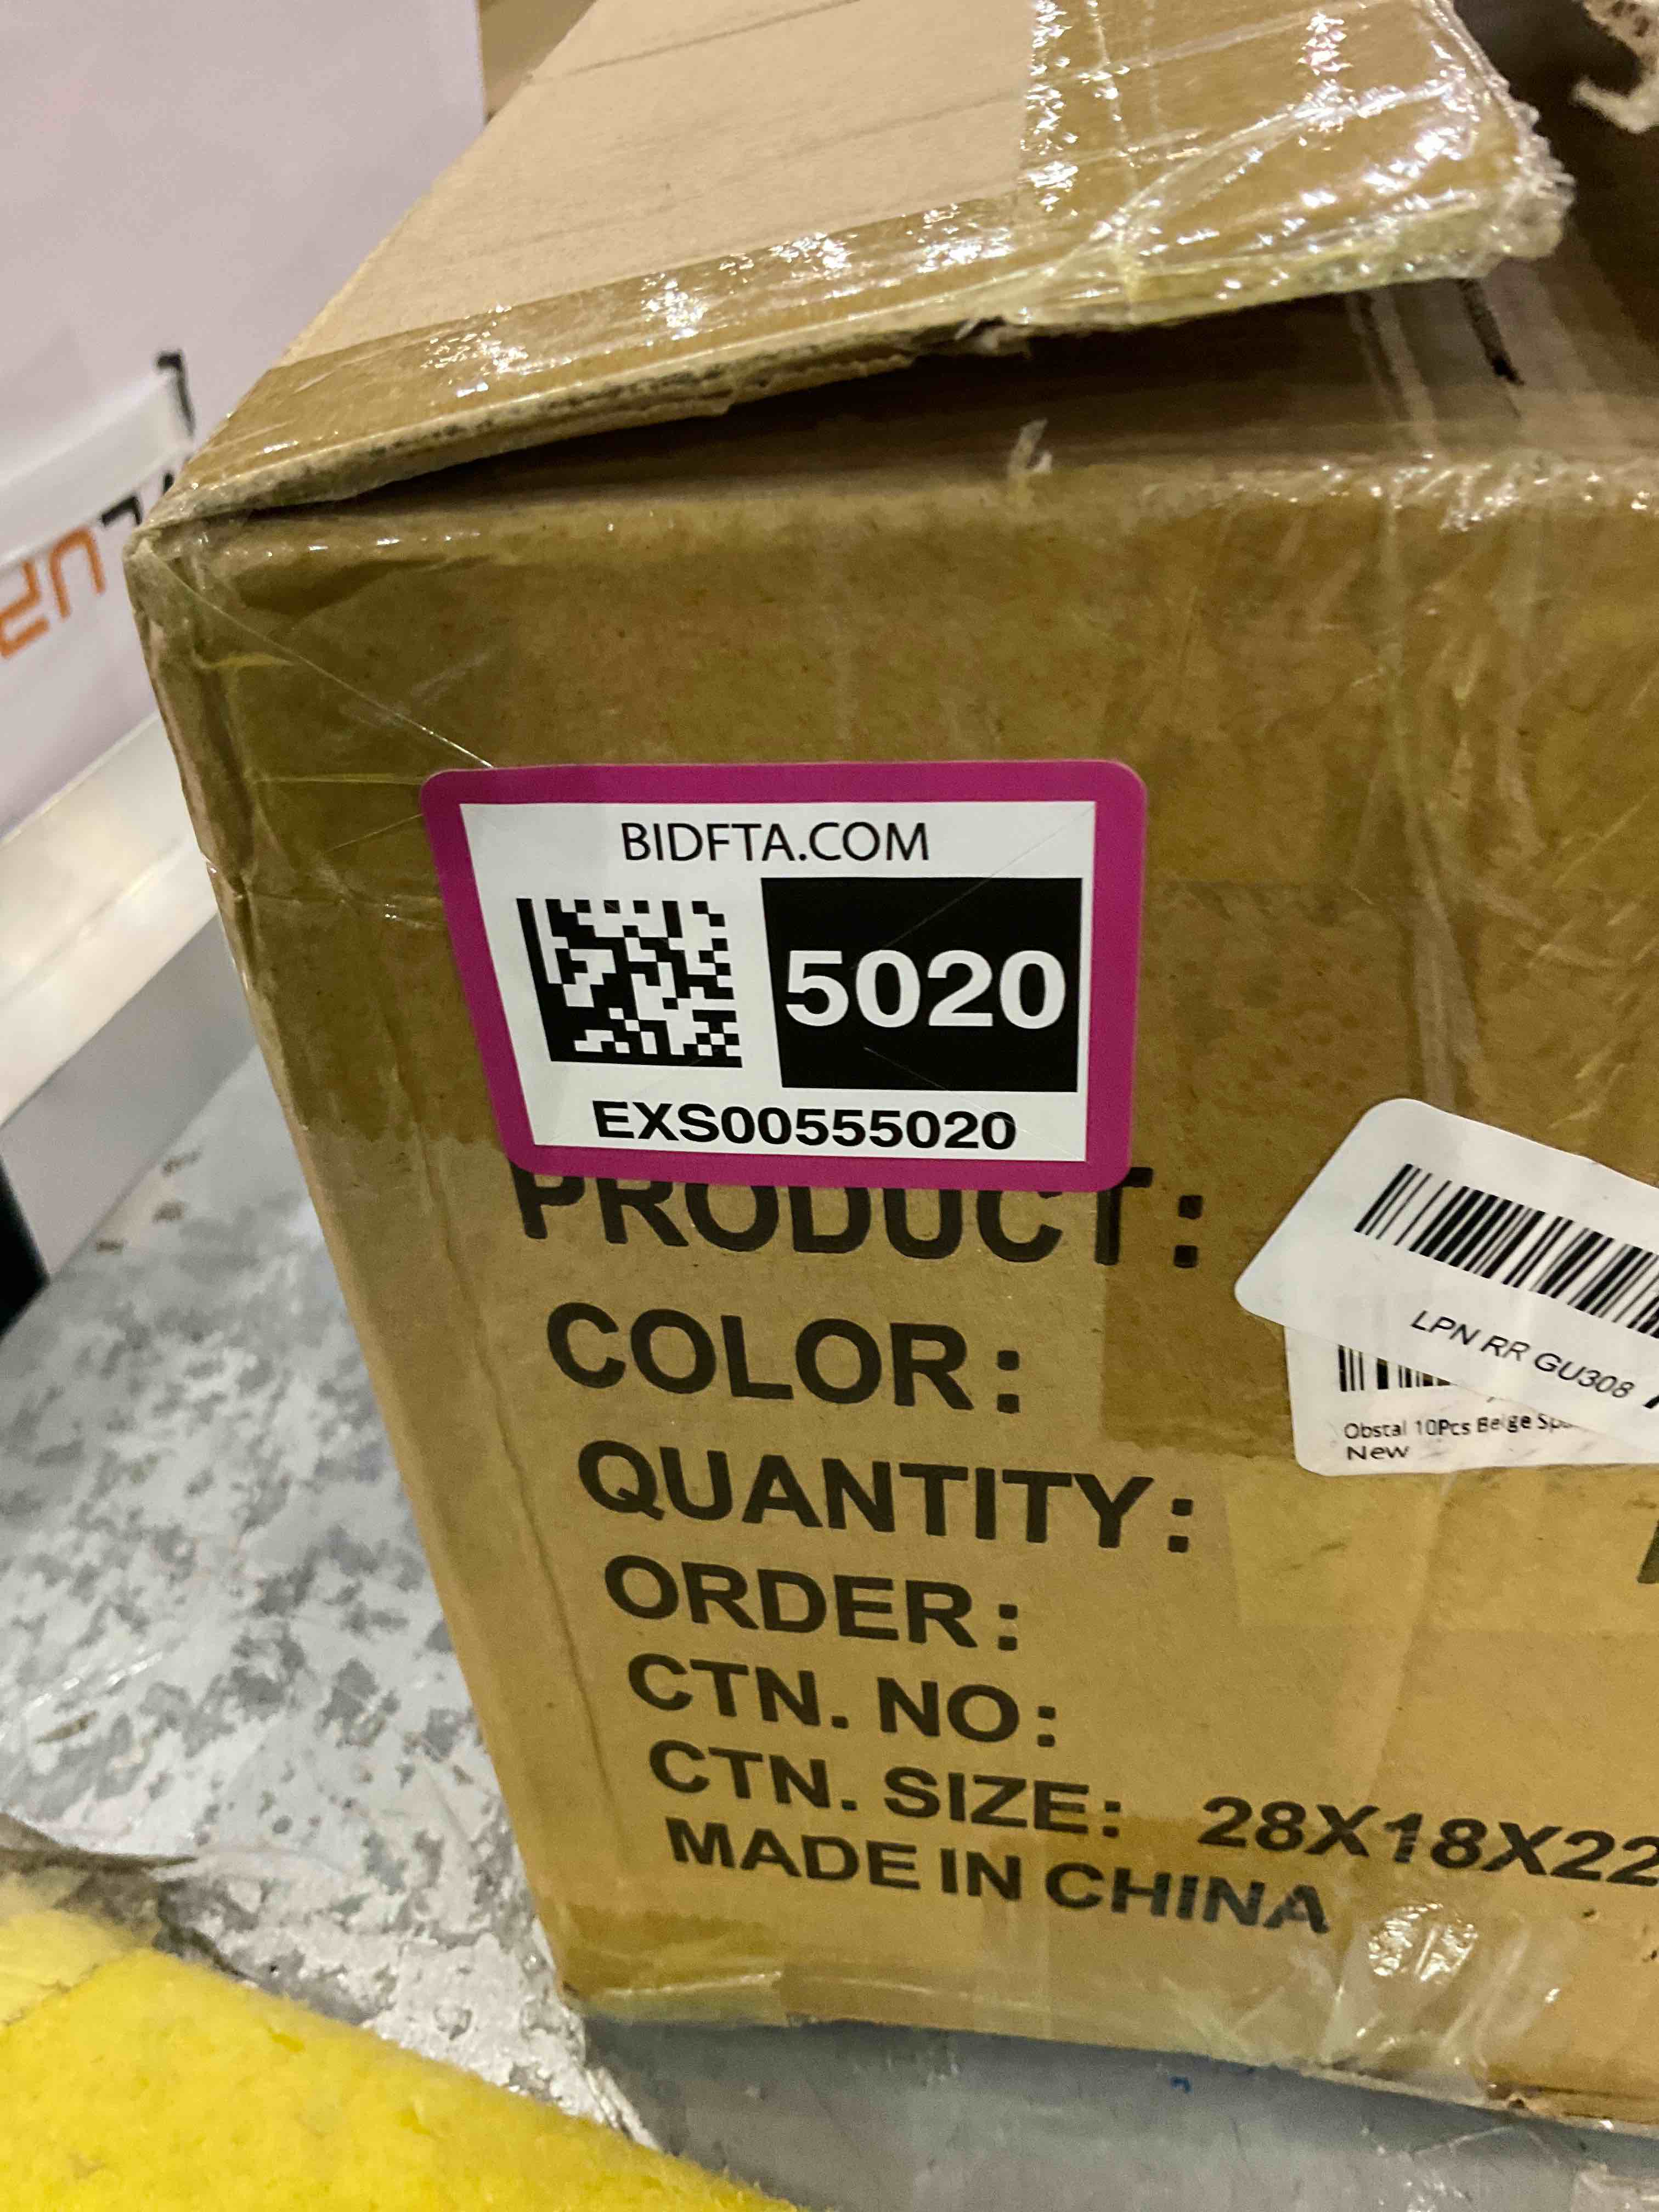 BIDFTA.COM
5020
EXS00555020
PRODUCT:
COLOR:
QUANTITY:
ORDER:
CTN. NO:
CTN. SIZE: 28X18X22
MADE IN CHINA
LPN RR GU308
Obstal 10Pcs Beige
New